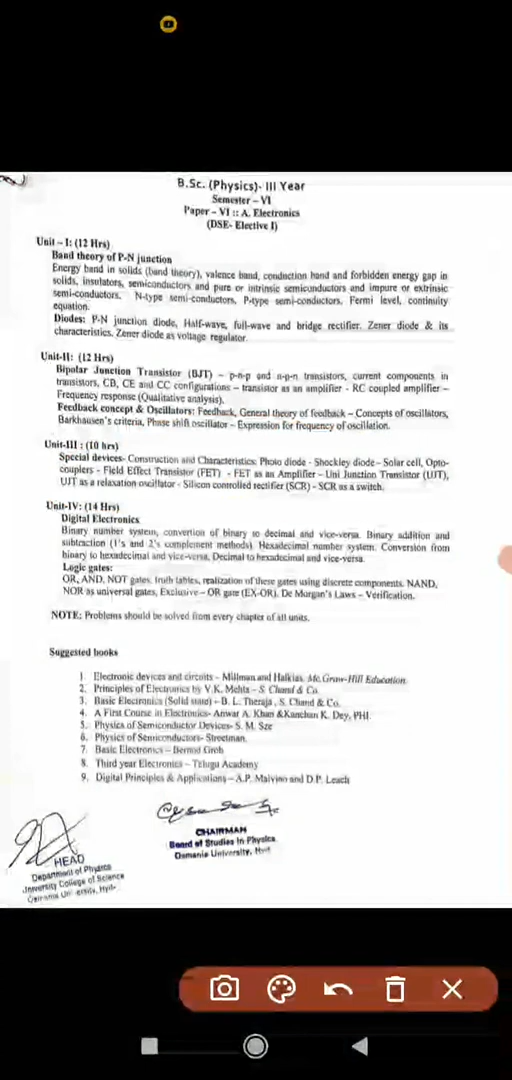 B.Sc. (Physics)- III Year
Semester – VI
Paper – VI :: A. Electronics
(DSE- Elective I)
Unit – I: (12 Hrs)
Band theory of P-N junction
Energy band in solids (band theory), valence band, conduction band and forbidden energy gap in
solids, insulators, semiconductors and pure or intrinsic semiconductors and impure or extrinsic
semi-conductors. N-type semi-conductors, P-type semi-conductors, Fermi level, continuity
equation.
Diodes: P-N junction diode, Half-wave, full-wave and bridge rectifier. Zener diode & its
characteristics. Zener diode as voltage regulator.
Unit-II: (12 Hrs)
Bipolar Junction Transistor (BJT) – p-n-p and n-p-n transistors, current components in
transistors, CB, CE and CC configurations – transistor as an amplifier - RC coupled amplifier –
Frequency response (Qualitative analysis).
Feedback concept & Oscillators: Feedback, General theory of feedback – Concepts of oscillators,
Barkhausen's criteria, Phase shift oscillator – Expression for frequency of oscillation.
Unit-III : (10 hrs)
Special devices- Construction and Characteristics: Photo diode - Shockley diode – Solar cell, Opto-
couplers - Field Effect Transistor (FET) - FET as an Amplifier – Uni Junction Transistor (UJT),
UJT as a relaxation oscillator - Silicon controlled rectifier (SCR) - SCR as a switch.
Unit-IV: (14 Hrs)
Digital Electronics
Binary number system, convertion of binary to decimal and vice-versa. Binary addition and
subtraction (1's and 2's complement methods). Hexadecimal number system. Conversion from
binary to hexadecimal and vice-versa, Decimal to hexadecimal and vice-versa.
Logic gates:
OR, AND, NOT gates, truth tables, realization of these gates using discrete components. NAND,
NOR as universal gates, Exclusive – OR gate (EX-OR). De Morgan's Laws – Verification.
NOTE: Problems should be solved from every chapter of all units.
Suggested books
1. Electronic devices and circuits – Millman and Halkias. Mc.Graw-Hill Education.
2. Principles of Electronics by V.K. Mehta – S. Chand & Co.
3. Basic Electronics (Solid state) – B. L. Theraja , S. Chand & Co.
4. A First Course in Electronics- Anwar A. Khan &Kanchan K. Dey, PHI
5. Physics of Semiconductor Devices- S. M. Sze
6. Physics of Semiconductors- Streetman.
7. Basic Electronics – Bernod Grob
8. Third year Electronics – Telugu Academy
9. Digital Principles & Applications – A.P. Malvino and D.P. Leach
CHAIRMAN
Board of Studies in Physics
Osmania University, Hyd
HEAD
Department of Physics
University College of Science
Osmania University, Hyd-